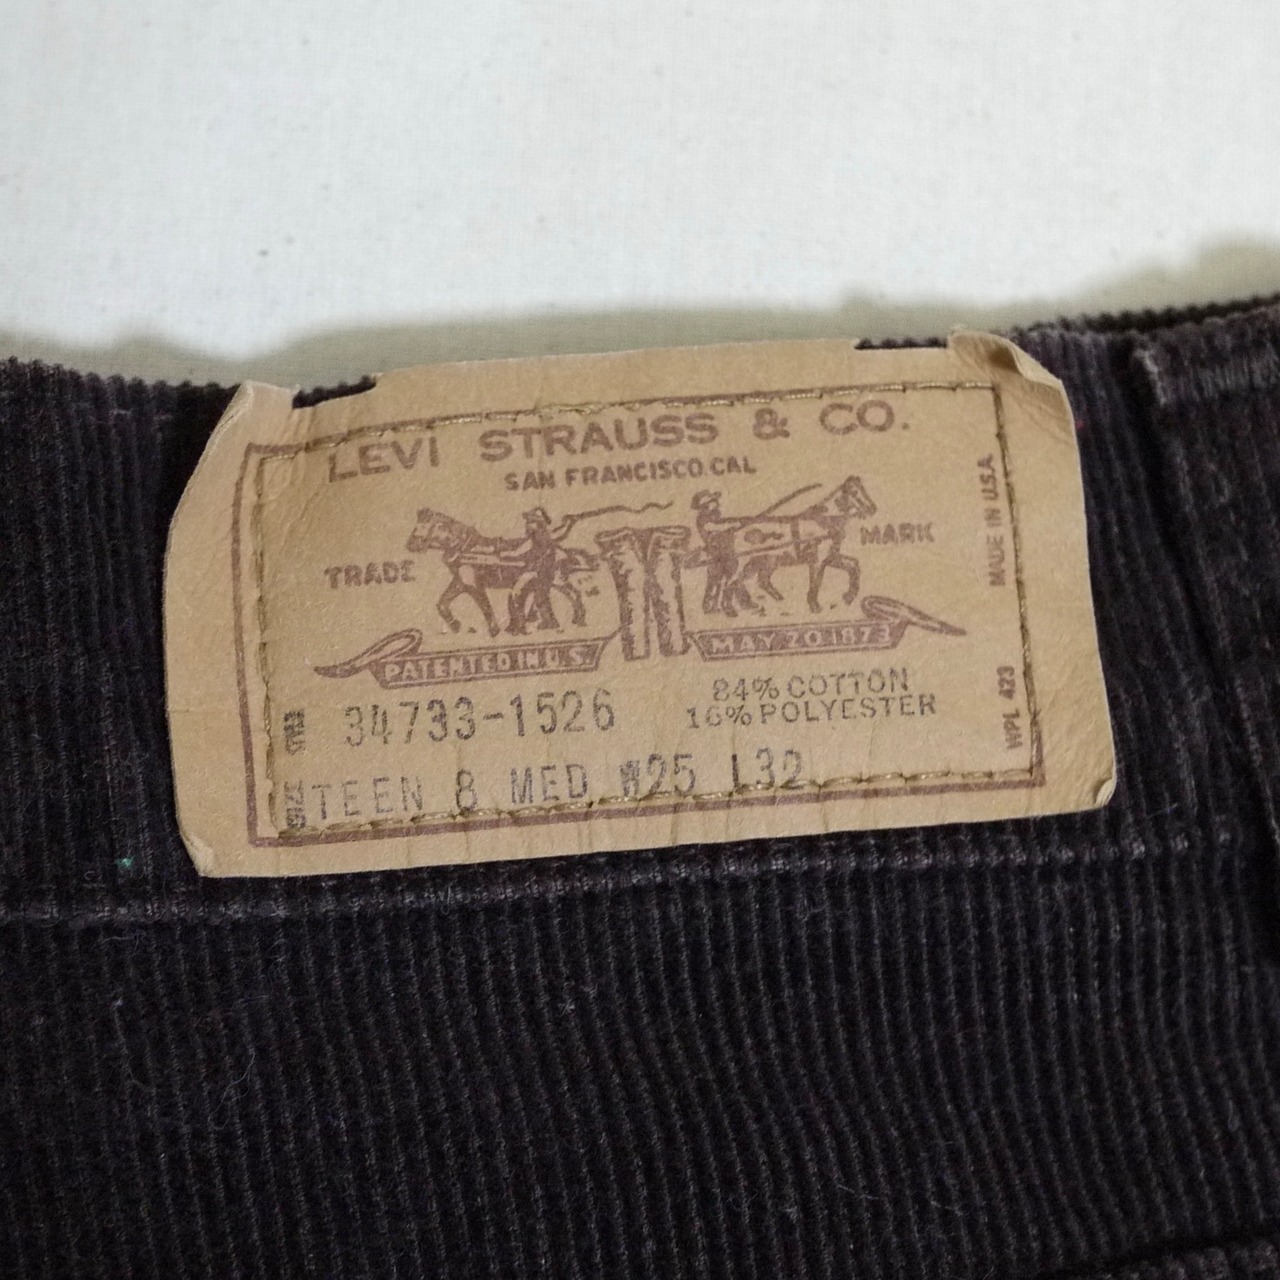 LEVI STRAUSS & CO.
SAN FRANCISCO, CAL
TRADE MARK
PATENTED IN U.S. MAY 20 1873
34733-1526
84% COTTON
16% POLYESTER
SIZE TEEN 8 MED W25 L32
MADE IN U.S.A.
WPL 423